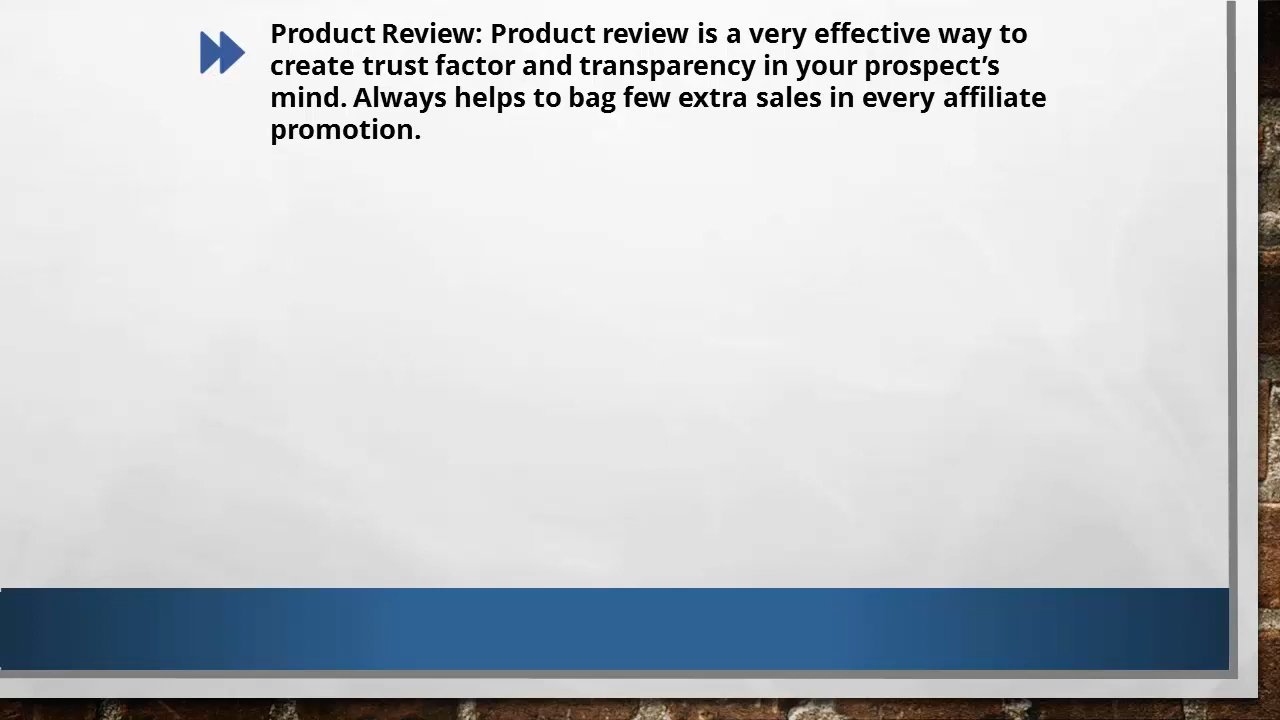 Product Review: Product review is a very effective way to
create trust factor and transparency in your prospect’s
mind. Always helps to bag few extra sales in every affiliate
promotion.